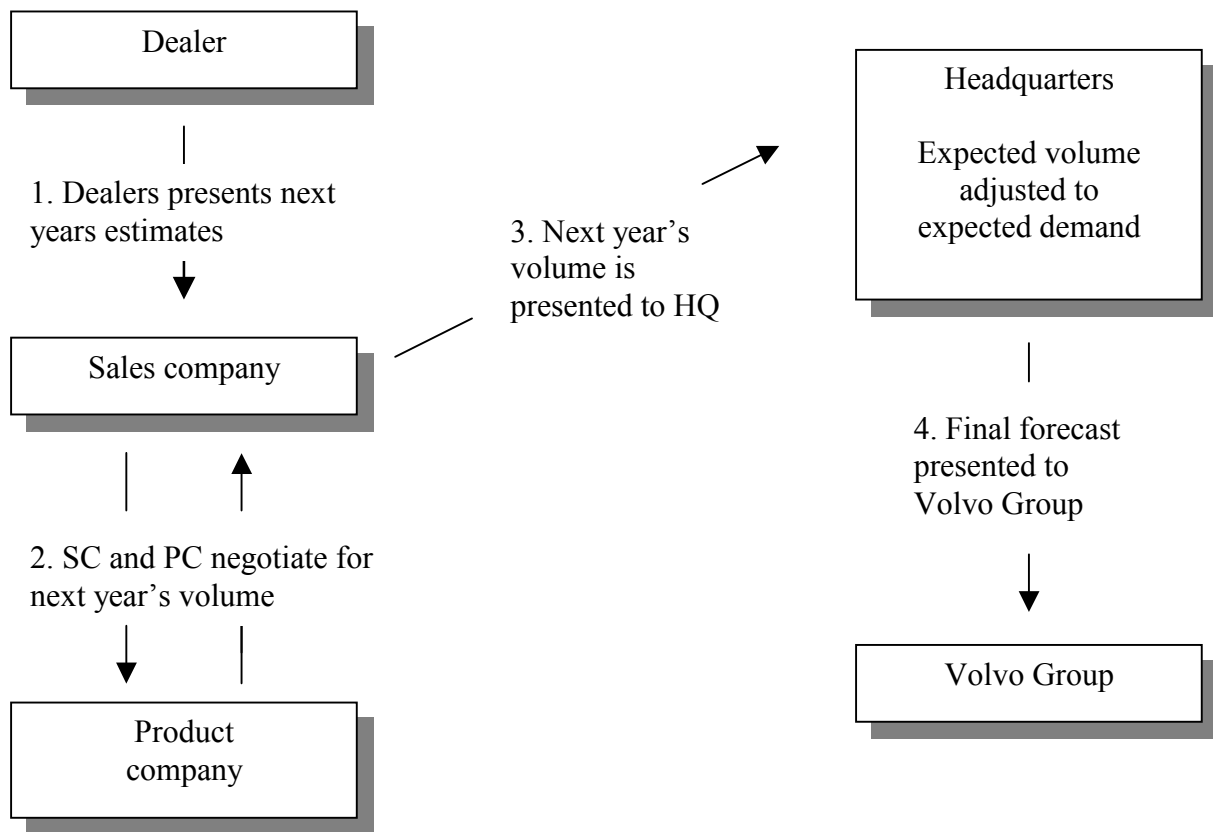 Dealer
1. Dealers presents next
years estimates
Sales company
2. SC and PC negotiate for
next year’s volume
Product
company
3. Next year’s
volume is
presented to HQ
Headquarters
Expected volume
adjusted to
expected demand
4. Final forecast
presented to
Volvo Group
Volvo Group